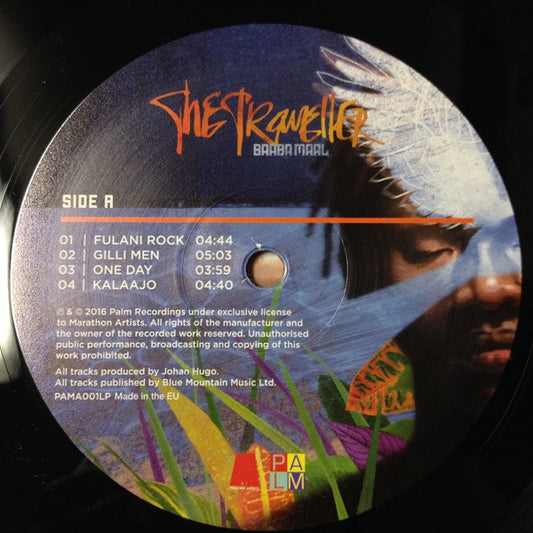 The Traveller
BAABA MAAL
SIDE A
01 | FULANI ROCK 04:44
02 | GILLI MEN 05:03
03 | ONE DAY 03:59
04 | KALAAJO 04:40
℗ & © 2016 Palm Recordings under exclusive license
to Marathon Artists. All rights of the manufacturer and
the owner of the recorded work reserved. Unauthorised
public performance, broadcasting and copying of this
work prohibited.
All tracks produced by Johan Hugo.
All tracks published by Blue Mountain Music Ltd.
PAMA001LP Made in the EU
PA
LM